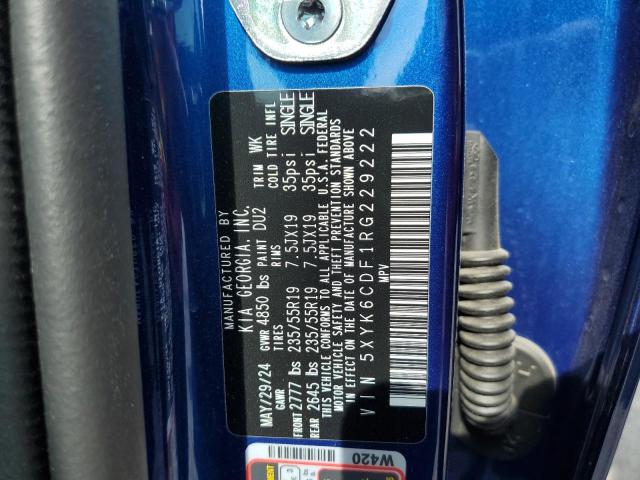 MANUFACTURED BY
KIA GEORGIA, INC.
MAY/29/24 GVWR 4850 lbs PAINT DU2 TRIM WK
GAWR TIRES RIMS COLD TIRE INFL
FRONT 2777 lbs 235/55R19 7.5JX19 35psi SINGLE
REAR 2645 lbs 235/55R19 7.5JX19 35psi SINGLE
THIS VEHICLE CONFORMS TO ALL APPLICABLE U.S.A. FEDERAL
MOTOR VEHICLE SAFETY AND THEFT PREVENTION STANDARDS
IN EFFECT ON THE DATE OF MANUFACTURE SHOWN ABOVE
VIN 5XYK6CDF1RG229222
MPV
W420